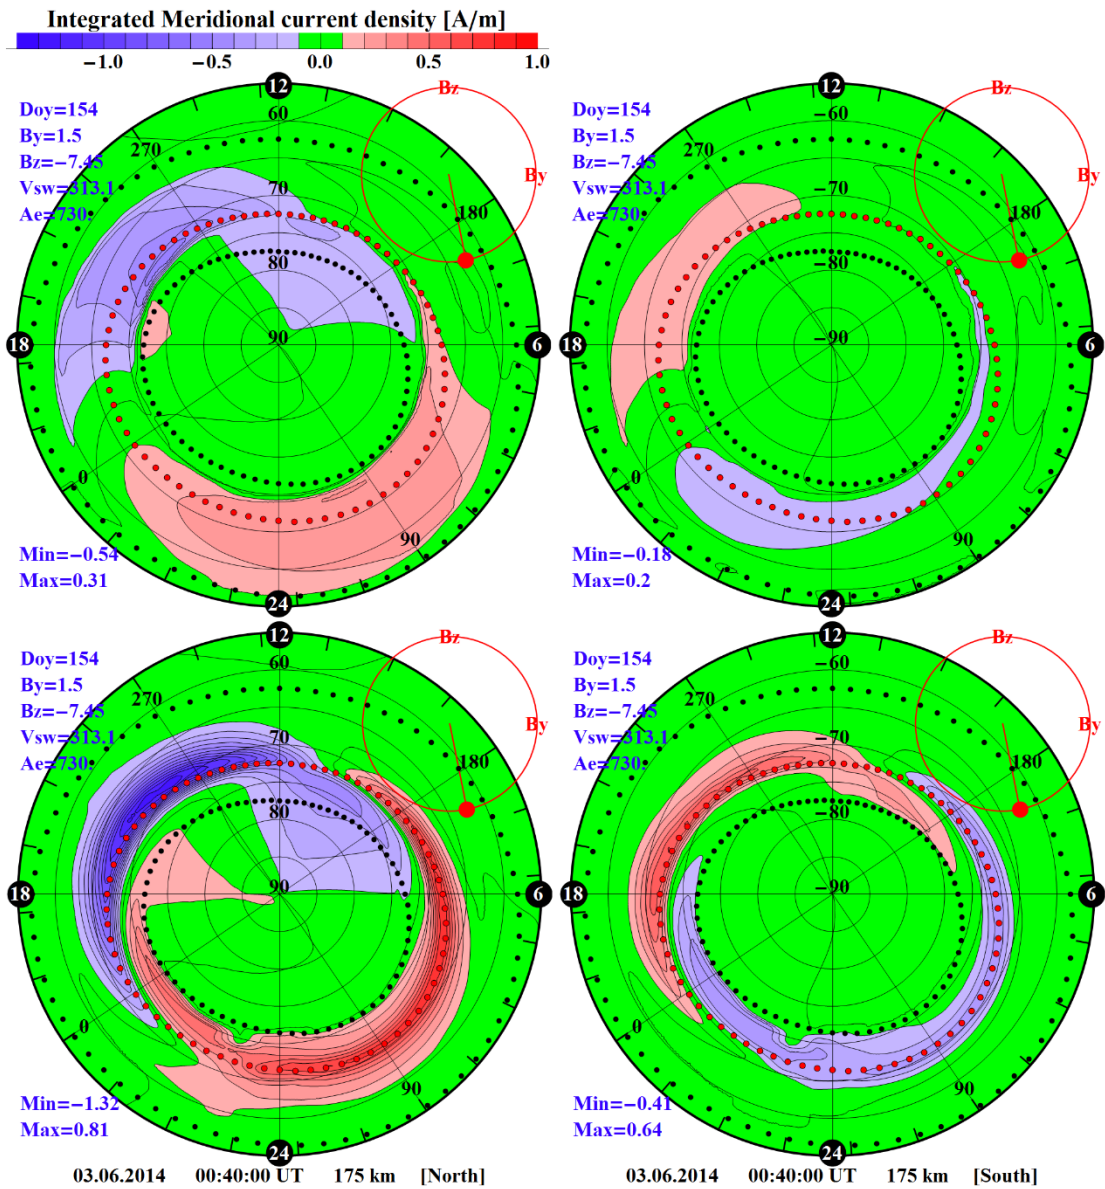 Integrated Meridional current density [A/m]
−1.0 −0.5 0.0 0.5 1.0
12
Bz
Doy=154
By=1.5
Bz=−7.45
Vsw=313.1
Ae=730.
60
270
70
By
180
80
18
90
6
0
90
Min=−0.54
Max=0.31
24
12
Bz
Doy=154
By=1.5
Bz=−7.45
Vsw=313.1
Ae=730.
−60
270
−70
By
180
−80
18
−90
6
0
90
Min=−0.18
Max=0.2
24
12
Bz
Doy=154
By=1.5
Bz=−7.45
Vsw=313.1
Ae=730.
60
270
70
By
180
80
18
90
6
0
90
Min=−1.32
Max=0.81
24
03.06.2014 00:40:00 UT 175 km [North]
12
Bz
Doy=154
By=1.5
Bz=−7.45
Vsw=313.1
Ae=730.
−60
270
−70
By
180
−80
18
−90
6
0
90
Min=−0.41
Max=0.64
24
03.06.2014 00:40:00 UT 175 km [South]